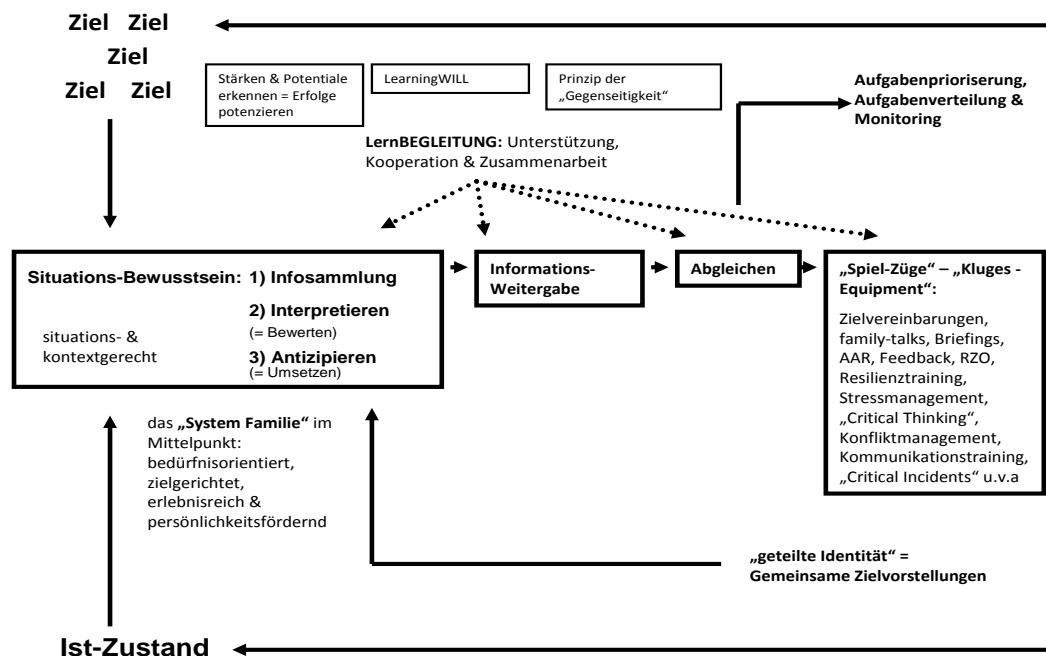 Ziel Ziel
Ziel
Ziel Ziel
Stärken & Potentiale
erkennen = Erfolge
potenzieren
LearningWILL
Prinzip der
„Gegenseitigkeit“
Aufgabenprioriserung,
Aufgabenverteilung &
Monitoring
LernBEGLEITUNG: Unterstützung,
Kooperation & Zusammenarbeit
Situations-Bewusstsein: 1) Infosammlung
2) Interpretieren
(= Bewerten)
3) Antizipieren
(= Umsetzen)
situations- &
kontextgerecht
Informations-
Weitergabe
Abgleichen
„Spiel-Züge“ – „Kluges -
Equipment“:
Zielvereinbarungen,
family-talks, Briefings,
AAR, Feedback, RZO,
Resilienztraining,
Stressmanagement,
„Critical Thinking“,
Konfliktmanagement,
Kommunikationstraining,
„Critical Incidents“ u.v.a
das „System Familie“ im
Mittelpunkt:
bedürfnisorientiert,
zielgerichtet,
erlebnisreich &
persönlichkeitsfördernd
„geteilte Identität“ =
Gemeinsame Zielvorstellungen
Ist-Zustand